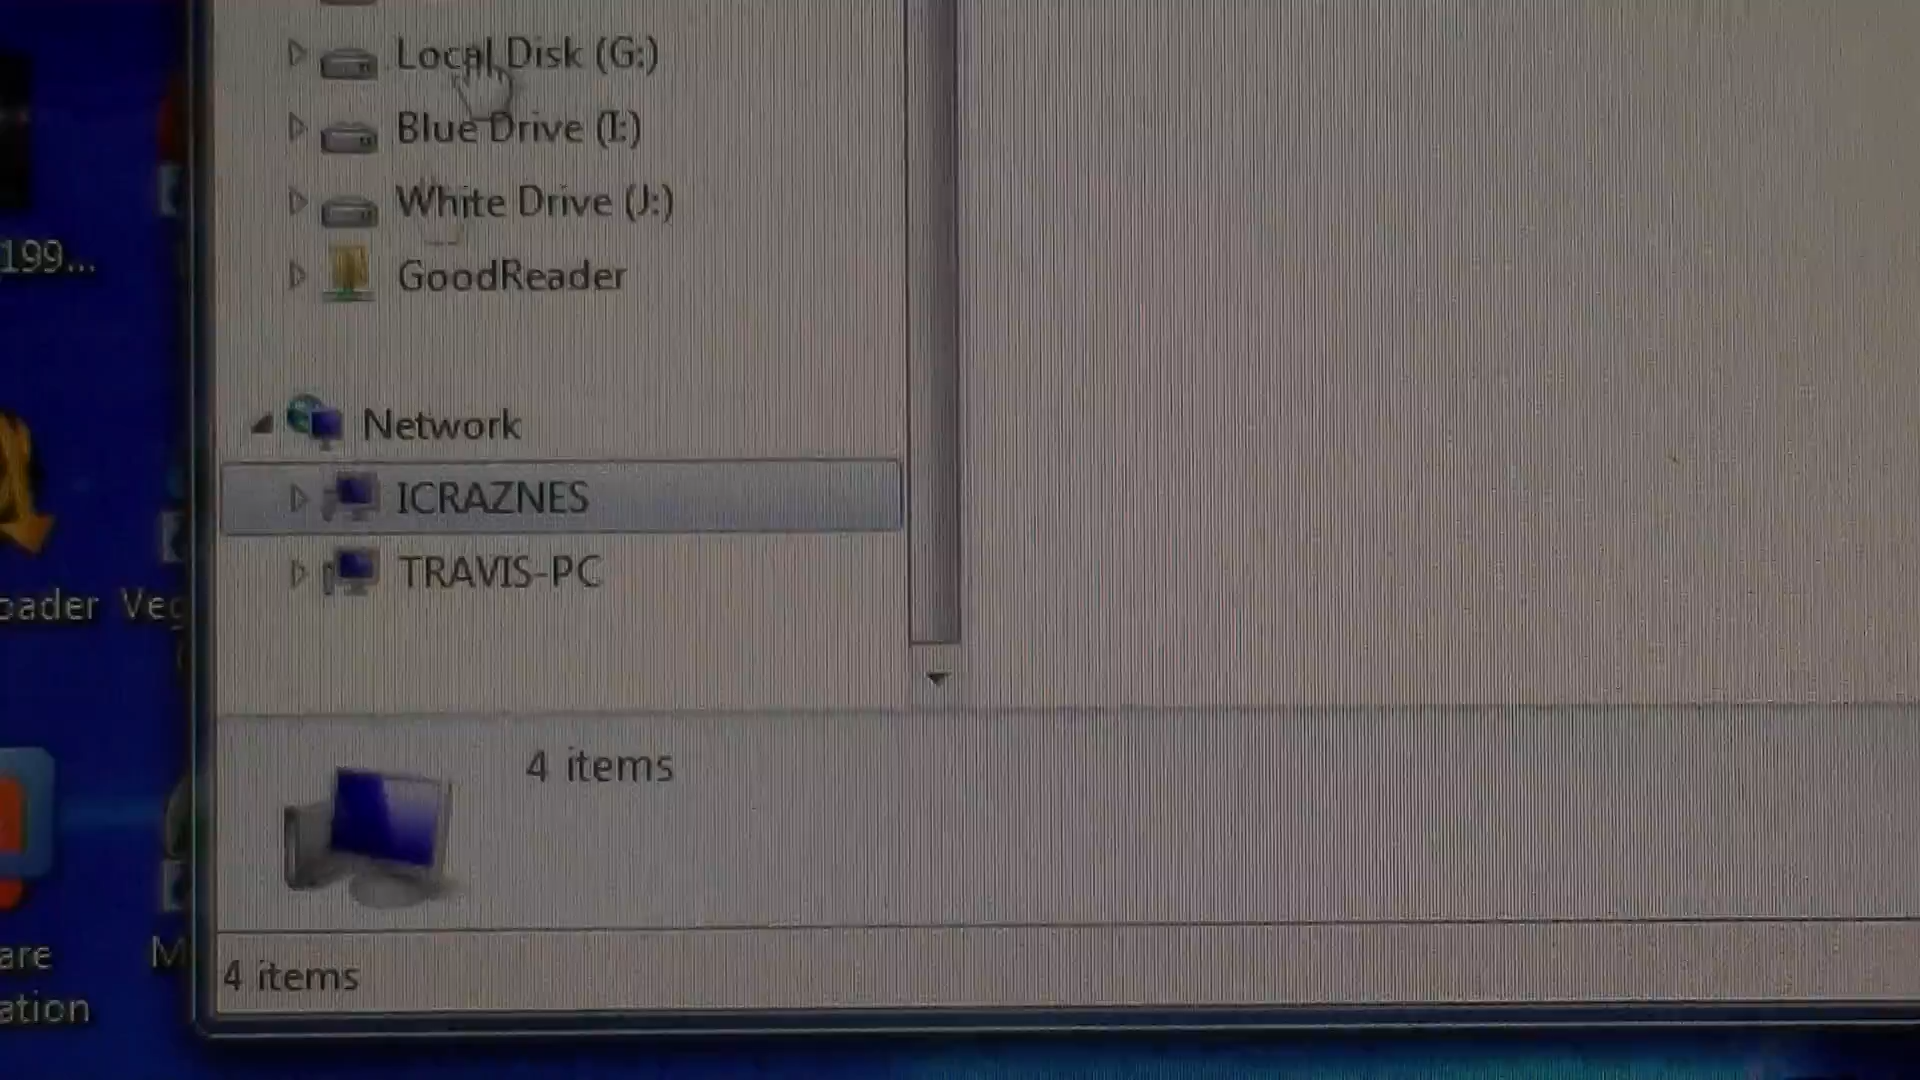 Local Disk (G:)
Blue Drive (I:)
White Drive (J:)
199...
GoodReader
Network
ICRAZNES
TRAVIS-PC
oader
Veg
4 items
are
ation
M
4 items